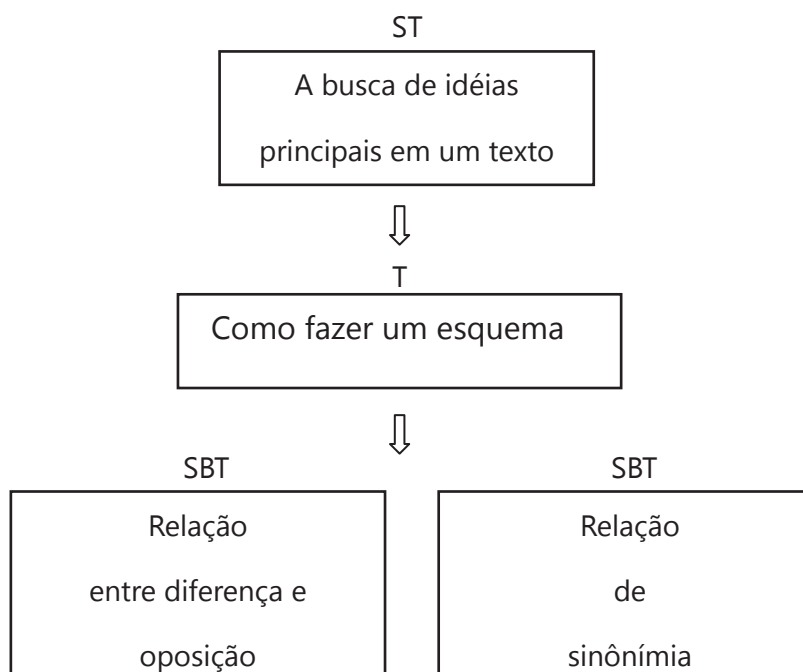 ST
A busca de idéias
principais em um texto
T
Como fazer um esquema
SBT
Relação
entre diferença e
oposição
SBT
Relação
de
sinônímia